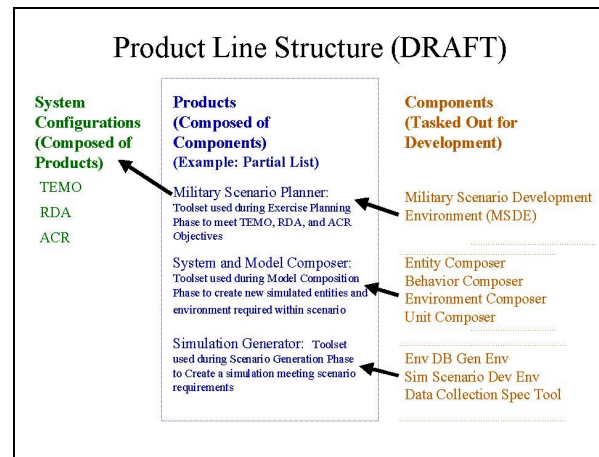 Product Line Structure (DRAFT)
System
Configurations
(Composed of
Products)
TEMO
RDA
ACR
Products
(Composed of
Components)
(Example: Partial List)
Military Scenario Planner:
Toolset used during Exercise Planning
Phase to meet TEMO, RDA, and ACR
Objectives
System and Model Composer:
Toolset used during Model Composition
Phase to create new simulated entities and
environment required within scenario
Simulation Generator: Toolset
used during Scenario Generation Phase
to Create a simulation meeting scenario
requirements
Components
(Tasked Out for
Development)
Military Scenario Development
Environment (MSDE)
Entity Composer
Behavior Composer
Environment Composer
Unit Composer
Env DB Gen Env
Sim Scenario Dev Env
Data Collection Spec Tool